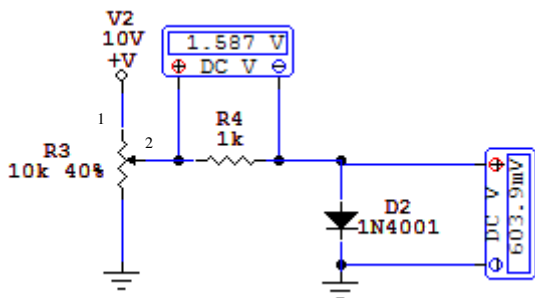 V2
10V
+V
1.587 V
DC V
1
R3
10k 40%
2
R4
1k
D2
1N4001
DC V
603.9mV